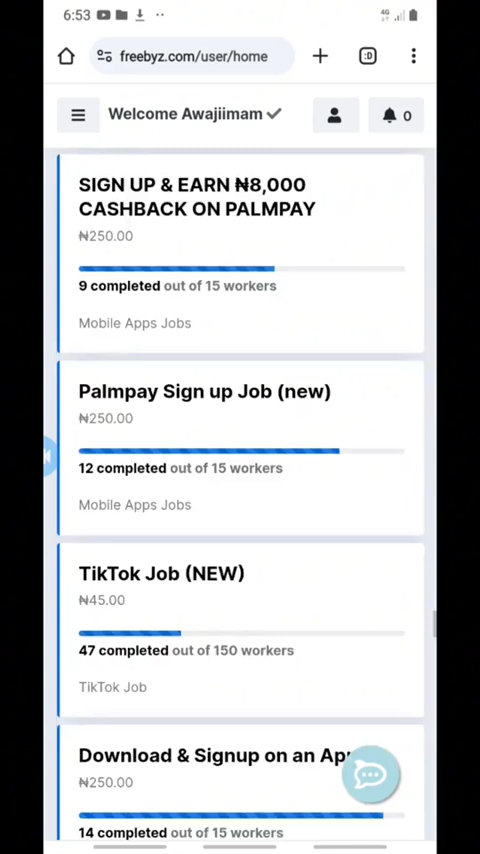 6:53
4G
:D
freebyz.com/user/home
Welcome Awajiimam
0
SIGN UP & EARN ₦8,000
CASHBACK ON PALMPAY
₦250.00
9 completed out of 15 workers
Mobile Apps Jobs
Palmpay Sign up Job (new)
₦250.00
12 completed out of 15 workers
Mobile Apps Jobs
TikTok Job (NEW)
₦45.00
47 completed out of 150 workers
TikTok Job
Download & Signup on an App
₦250.00
14 completed out of 15 workers